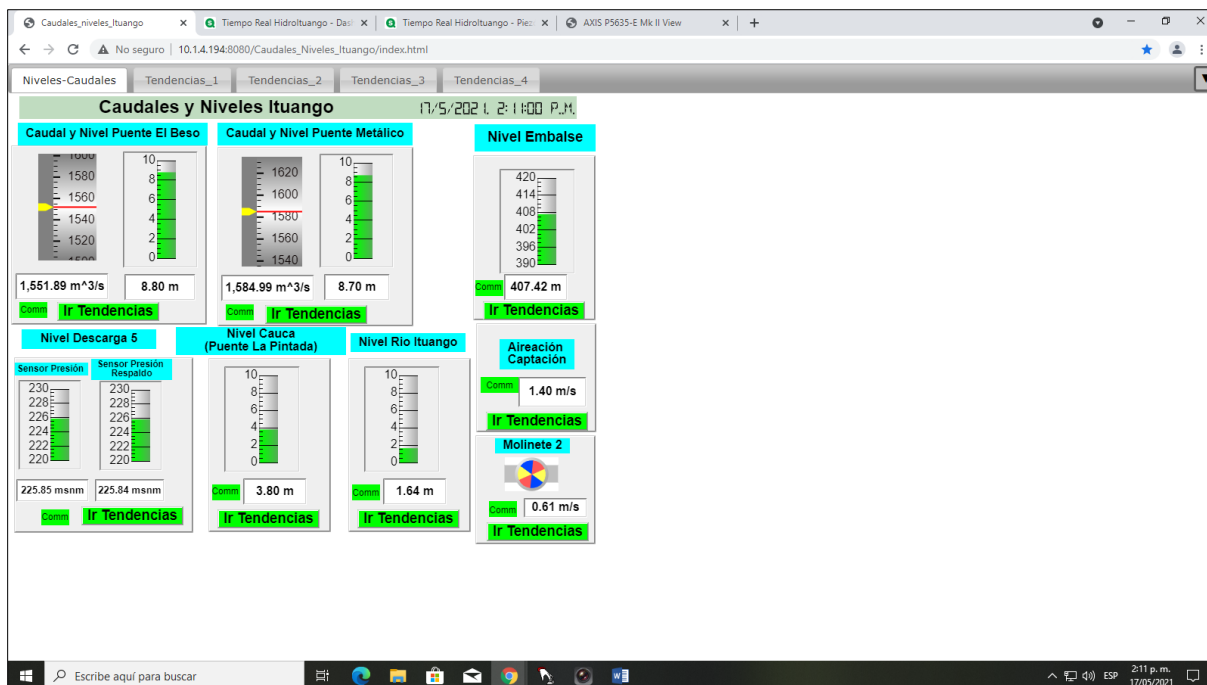 Caudales_niveles_Ituango
Tiempo Real HidroItuango - Das
Tiempo Real HidroItuango - Piez
AXIS P5635-E Mk II View
No seguro | 10.1.4.194:8080/Caudales_Niveles_Ituango/index.html
Niveles-Caudales
Tendencias_1
Tendencias_2
Tendencias_3
Tendencias_4
Caudales y Niveles Ituango
17/5/2021, 2:11:00 P.M.
Caudal y Nivel Puente El Beso
1600
1580
1560
1540
1520
1500
10
8
6
4
2
0
1,551.89 m^3/s
8.80 m
Comm
Ir Tendencias
Caudal y Nivel Puente Metálico
1620
1600
1580
1560
1540
10
8
6
4
2
0
1,584.99 m^3/s
8.70 m
Comm
Ir Tendencias
Nivel Embalse
420
414
408
402
396
390
Comm
407.42 m
Ir Tendencias
Nivel Descarga 5
Sensor Presión
230
228
226
224
222
220
225.85 msnm
Sensor Presión
Respaldo
230
228
226
224
222
220
225.84 msnm
Comm
Ir Tendencias
Nivel Cauca
(Puente La Pintada)
10
8
6
4
2
0
Comm
3.80 m
Ir Tendencias
Nivel Rio Ituango
10
8
6
4
2
0
Comm
1.64 m
Ir Tendencias
Aireación
Captación
Comm
1.40 m/s
Ir Tendencias
Molinete 2
Comm
0.61 m/s
Ir Tendencias
Escribe aquí para buscar
ESP
2:11 p. m.
17/05/2021